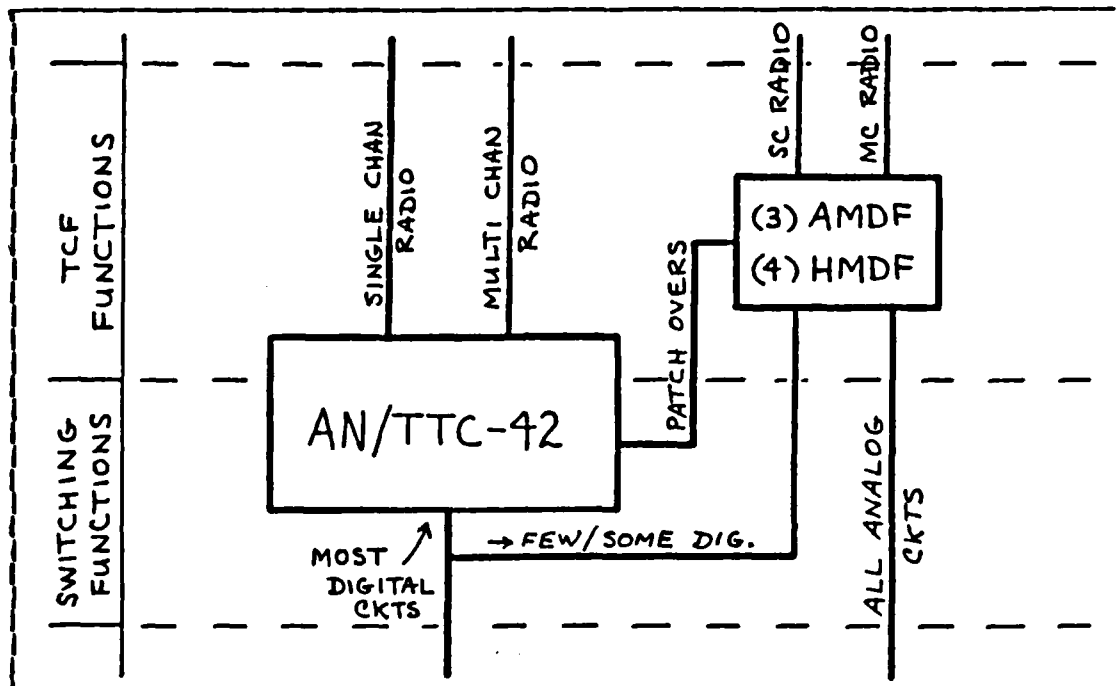 TCF
FUNCTIONS
SINGLE CHAN
RADIO
MULTI CHAN
RADIO
SC RADIO
MC RADIO
(3) AMDF
(4) HMDF
PATCH OVERS
SWITCHING
FUNCTIONS
AN/TTC-42
MOST
DIGITAL
CKTS
→ FEW/SOME DIG.
ALL ANALOG
CKTS